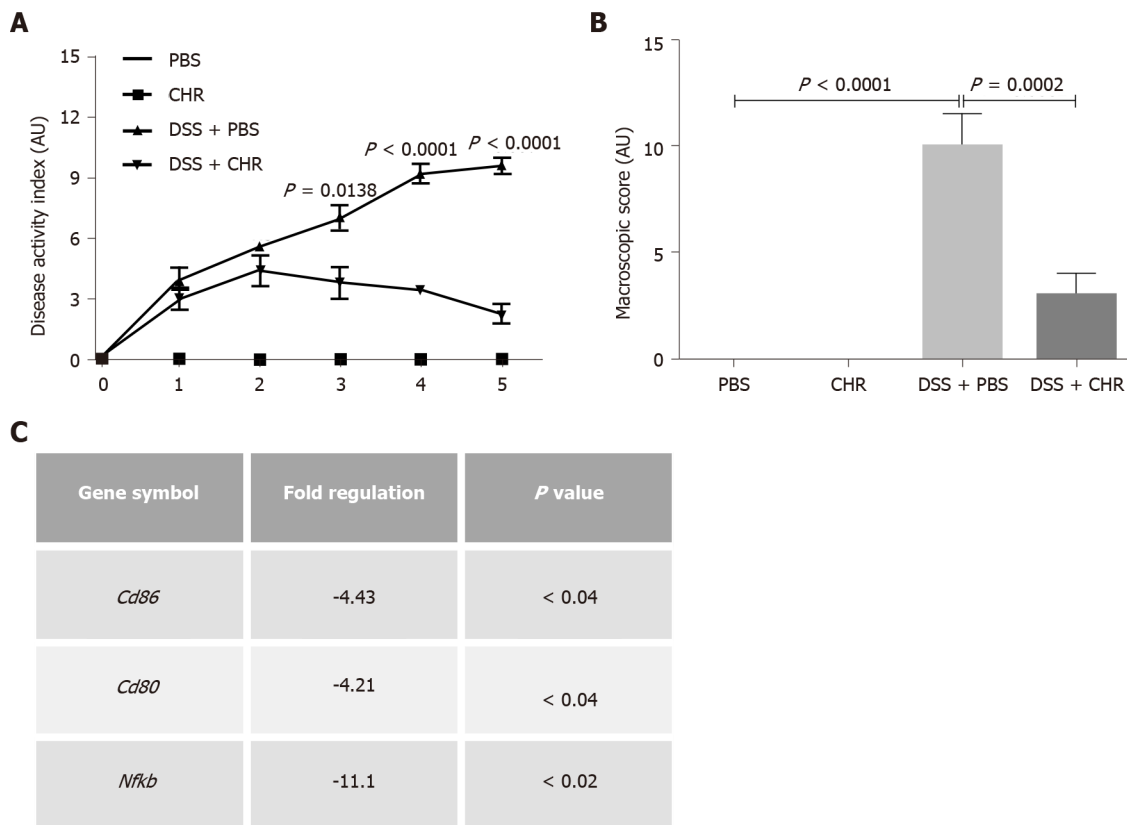 A
Disease activity index (AU)
15
12
9
6
3
0
PBS
CHR
DSS + PBS
DSS + CHR
P = 0.0138
P < 0.0001
P < 0.0001
0 1 2 3 4 5
B
Macroscopic score (AU)
15
10
5
0
P < 0.0001
P = 0.0002
PBS CHR DSS + PBS DSS + CHR
C
Gene symbol Fold regulation P value
Cd86 -4.43 < 0.04
Cd80 -4.21 < 0.04
Nfkb -11.1 < 0.02